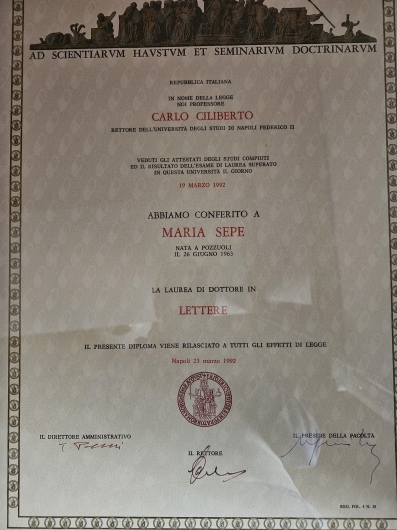 AD SCIENTIARVM HAVSTVM ET SEMINARIVM DOCTRINARVM
REPUBBLICA ITALIANA
IN NOME DELLA LEGGE
NOI PROFESSORE
CARLO CILIBERTO
RETTORE DELL'UNIVERSITÀ DEGLI STUDI DI NAPOLI FEDERICO II
VEDUTI GLI ATTESTATI DEGLI STUDI COMPIUTI
ED IL RISULTATO DELL'ESAME DI LAUREA SUPERATO
IN QUESTA UNIVERSITÀ IL GIORNO
19 MARZO 1992
ABBIAMO CONFERITO A
MARIA SEPE
NATA A POZZUOLI
IL 26 GIUGNO 1963
LA LAUREA DI DOTTORE IN
LETTERE
IL PRESENTE DIPLOMA VIENE RILASCIATO A TUTTI GLI EFFETTI DI LEGGE
Napoli 23 marzo 1992
IL DIRETTORE AMMINISTRATIVO
IL PRESIDE DELLA FACOLTÀ
IL RETTORE